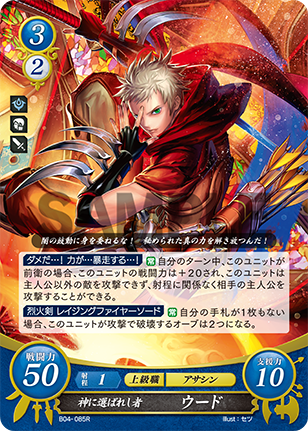 3
2
SAMPLE
闇の鼓動に身を委ねるな! 秘められた真の力を解き放つんだ!
ダメだ…!力が…暴走する…! 常 自分のターン中、このユニットが
前衛の場合、このユニットの戦闘力は+20され、このユニットは
主人公以外の敵を攻撃できず、射程に関係なく相手の主人公を
攻撃することができる。
烈火剣 レイジングファイヤーソード 常 自分の手札が1枚もない
場合、このユニットが攻撃で破壊するオーブは2つになる。
戦闘力 50
射程 1 上級職 アサシン
支援力 10
神に選ばれし者 ウード
B04-085R
illust:セツ